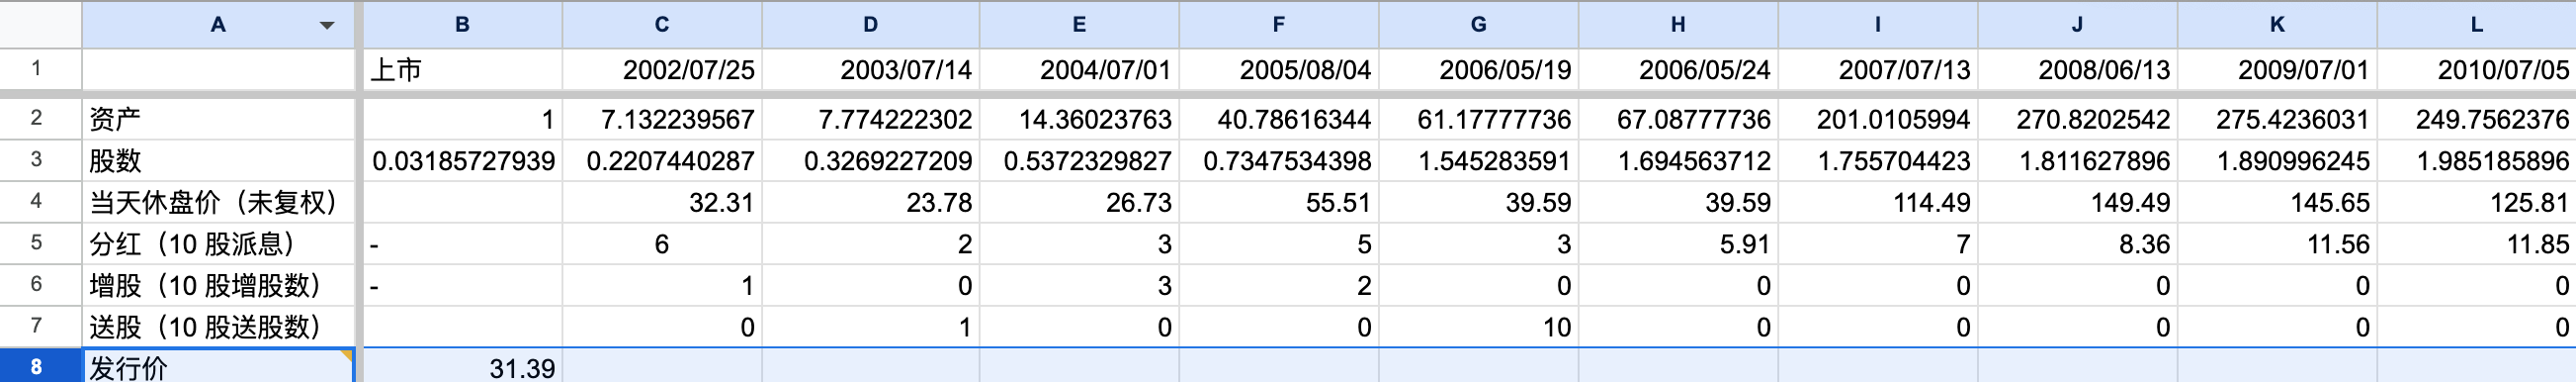 A B C D E F G H I J K L
1 上市 2002/07/25 2003/07/14 2004/07/01 2005/08/04 2006/05/19 2006/05/24 2007/07/13 2008/06/13 2009/07/01 2010/07/05
2 资产 1 7.132239567 7.774222302 14.36023763 40.78616344 61.17777736 67.08777736 201.0105994 270.8202542 275.4236031 249.7562376
3 股数 0.03185727939 0.2207440287 0.3269227209 0.5372329827 0.7347534398 1.545283591 1.694563712 1.755704423 1.811627896 1.890996245 1.985185896
4 当天休盘价（未复权） 32.31 23.78 26.73 55.51 39.59 39.59 114.49 149.49 145.65 125.81
5 分红（10 股派息） - 6 2 3 5 3 5.91 7 8.36 11.56 11.85
6 增股（10 股增股数） - 1 0 3 2 0 0 0 0 0 0
7 送股（10 股送股数） 0 1 0 0 10 0 0 0 0 0
8 发行价 31.39